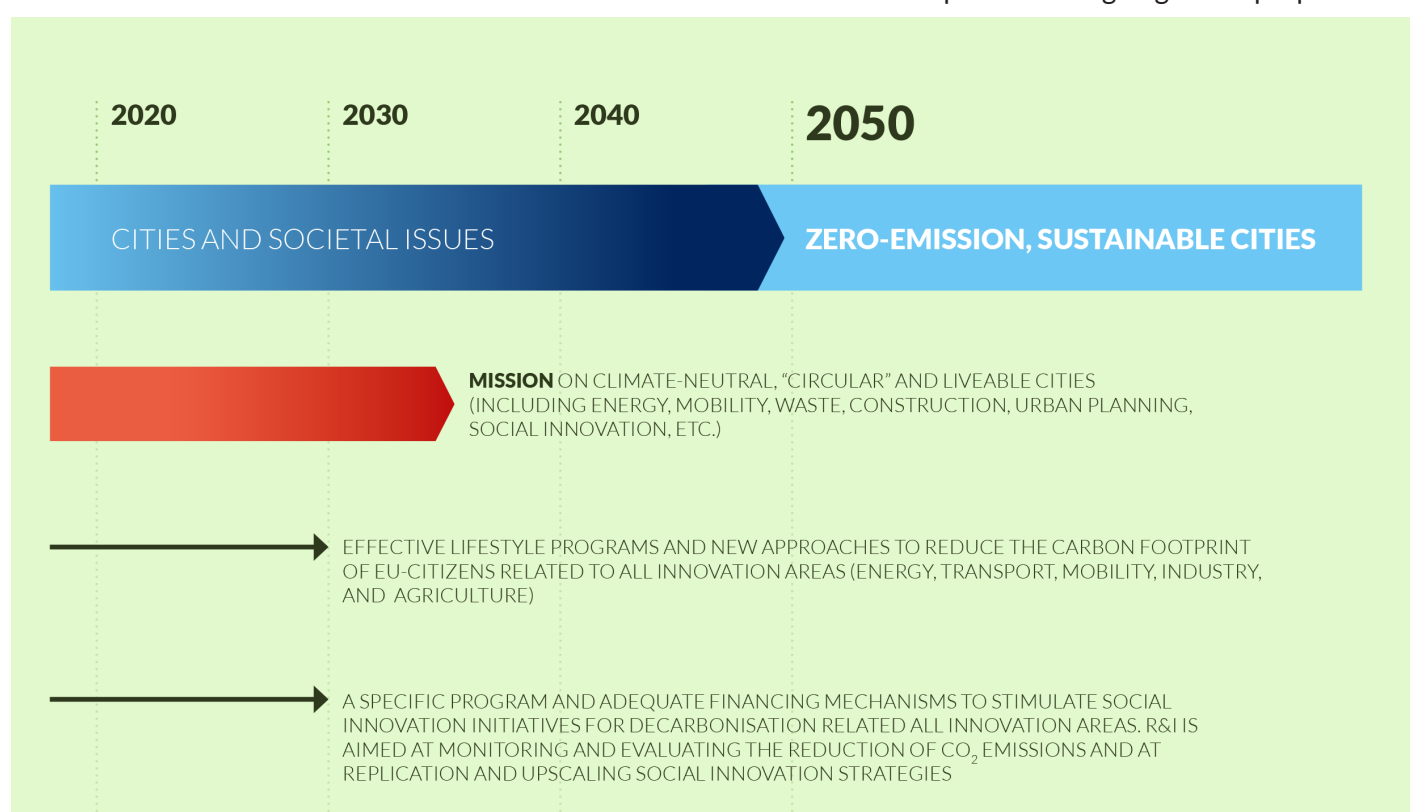 2020
2030
2040
2050
CITIES AND SOCIETAL ISSUES
ZERO-EMISSION, SUSTAINABLE CITIES
MISSION ON CLIMATE-NEUTRAL, “CIRCULAR” AND LIVEABLE CITIES
(INCLUDING ENERGY, MOBILITY, WASTE, CONSTRUCTION, URBAN PLANNING,
SOCIAL INNOVATION, ETC.)
EFFECTIVE LIFESTYLE PROGRAMS AND NEW APPROACHES TO REDUCE THE CARBON FOOTPRINT
OF EU-CITIZENS RELATED TO ALL INNOVATION AREAS (ENERGY, TRANSPORT, MOBILITY, INDUSTRY,
AND AGRICULTURE)
A SPECIFIC PROGRAM AND ADEQUATE FINANCING MECHANISMS TO STIMULATE SOCIAL
INNOVATION INITIATIVES FOR DECARBONISATION RELATED ALL INNOVATION AREAS. R&I IS
AIMED AT MONITORING AND EVALUATING THE REDUCTION OF CO₂ EMISSIONS AND AT
REPLICATION AND UPSCALING SOCIAL INNOVATION STRATEGIES